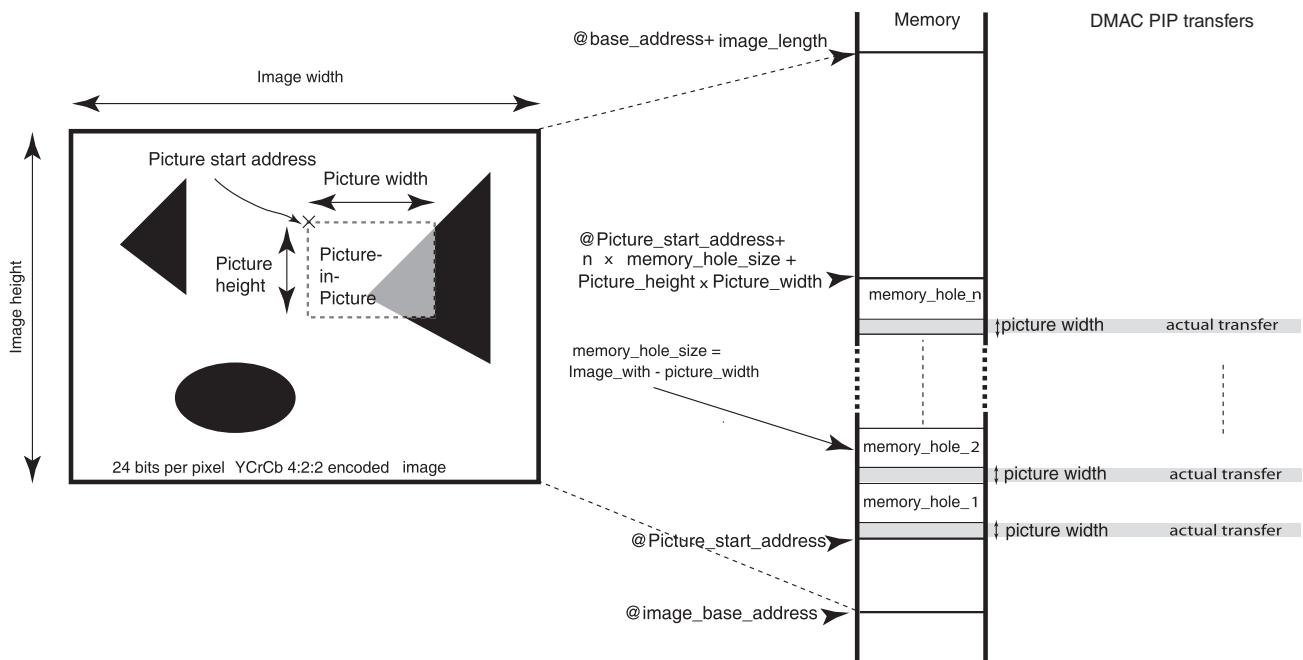 Memory
DMAC PIP transfers
@base_address+ image_length
Image width
Picture start address
Picture width
Image height
Picture
height
Picture-
in-
Picture
24 bits per pixel YCrCb 4:2:2 encoded image
@Picture_start_address+
n x memory_hole_size +
Picture_height x Picture_width
memory_hole_n
picture width
actual transfer
memory_hole_size =
Image_with - picture_width
memory_hole_2
picture width
actual transfer
memory_hole_1
picture width
actual transfer
@Picture_start_address
@image_base_address